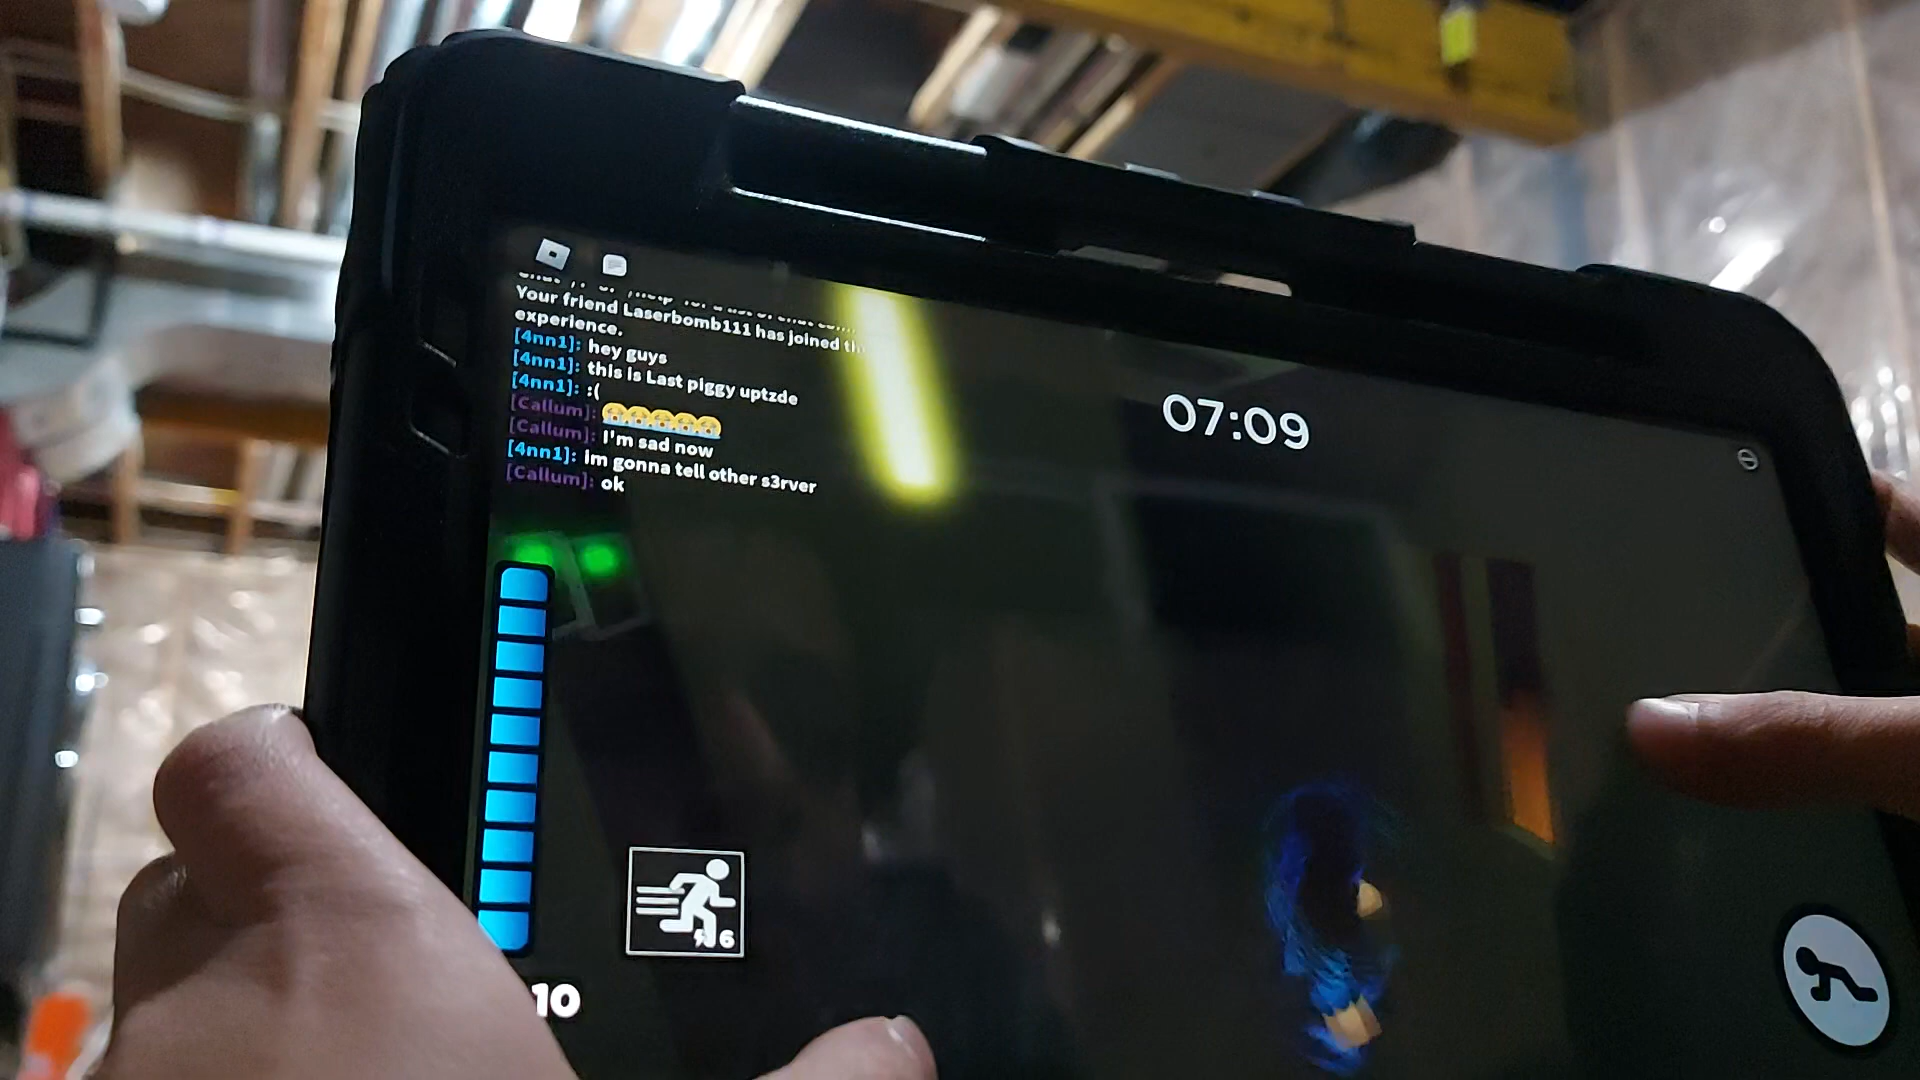 Your friend Laserbomb111 has joined th
experience.
[4nn1]: hey guys
[4nn1]: this is Last piggy uptzde
[4nn1]: :(
[Callum]: 😭😭😭😭😭
[Callum]: I'm sad now
[4nn1]: im gonna tell other s3rver
[Callum]: ok
07:09
6
10